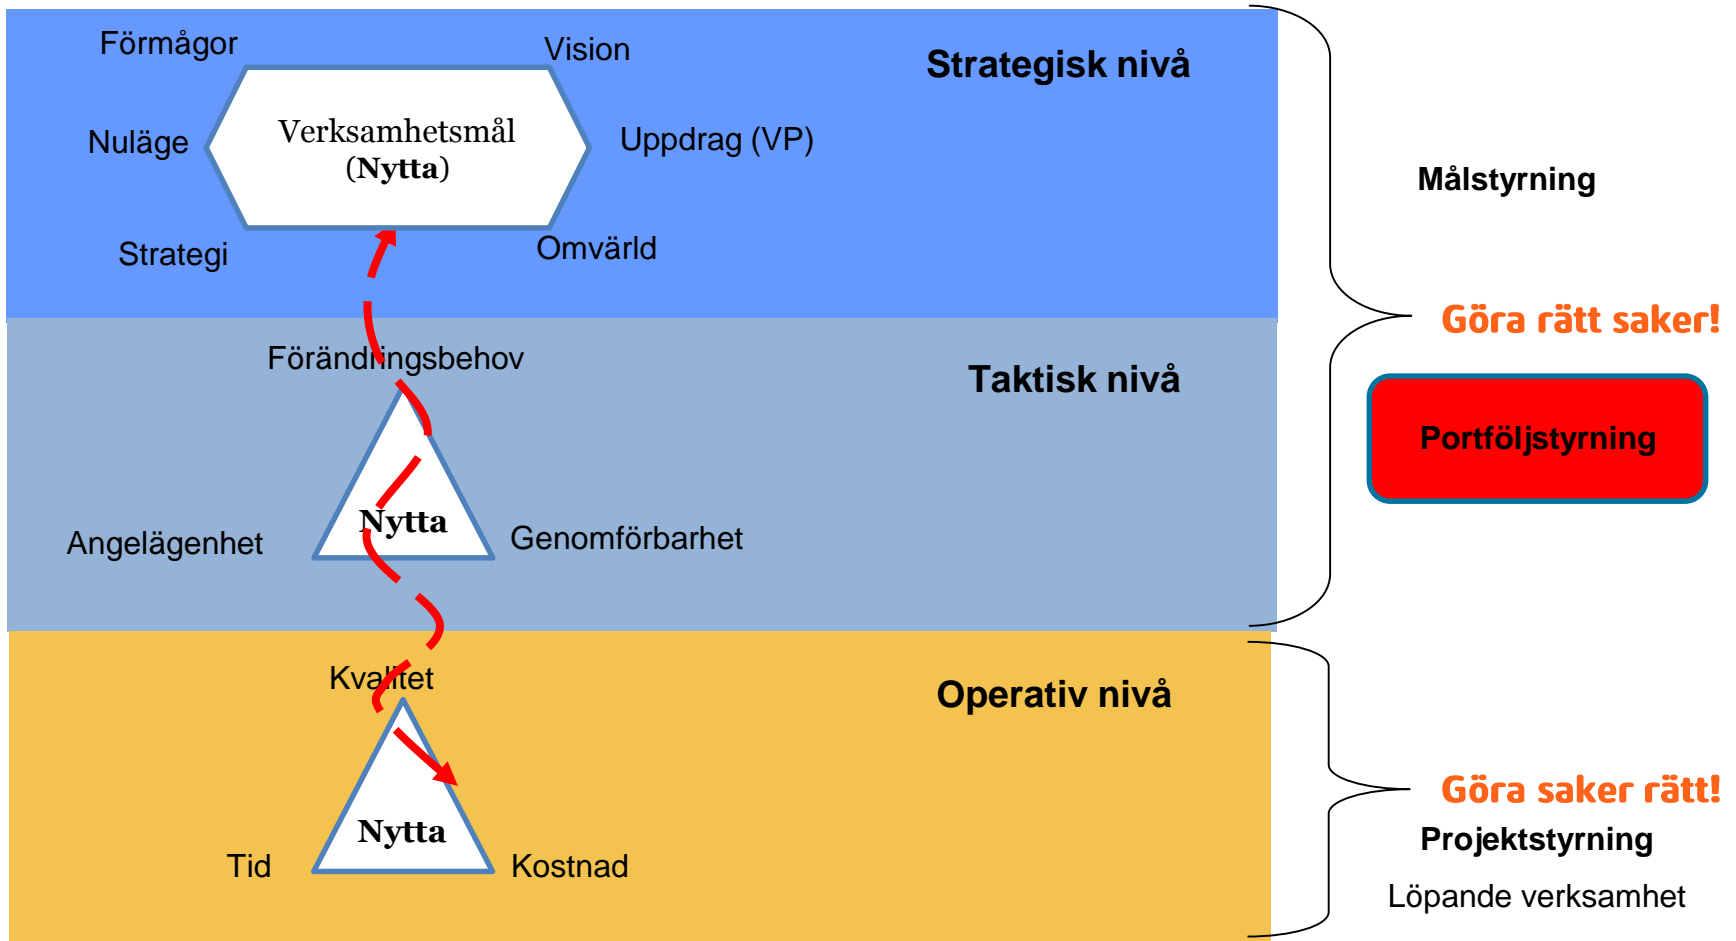 Förmågor
Vision
Strategisk nivå
Verksamhetsmål
(Nytta)
Nuläge
Uppdrag (VP)
Målstyrning
Strategi
Omvärld
Göra rätt saker!
Förändringsbehov
Taktisk nivå
Portföljstyrning
Nytta
Angelägenhet
Genomförbarhet
Kvalitet
Operativ nivå
Göra saker rätt!
Nytta
Projektstyrning
Tid
Kostnad
Löpande verksamhet